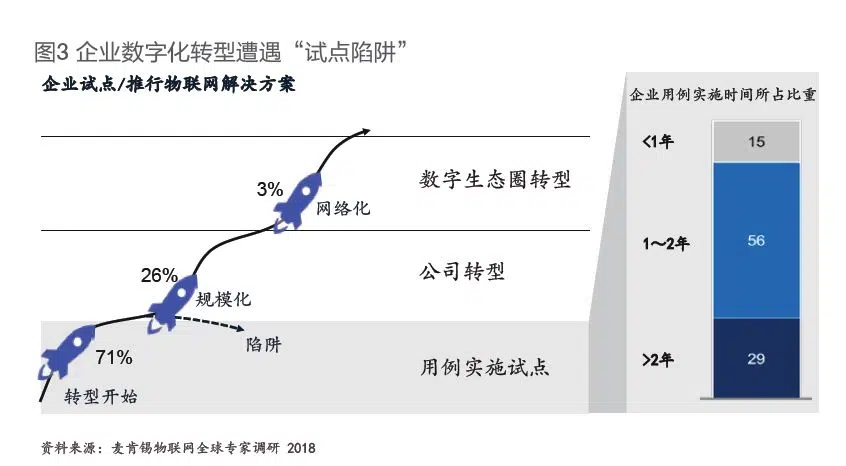 图3 企业数字化转型遭遇“试点陷阱”
企业试点/推行物联网解决方案
3%
网络化
数字生态圈转型
26%
规模化
公司转型
陷阱
71%
转型开始
用例实施试点
企业用例实施时间所占比重
<1年
15
1～2年
56
>2年
29
资料来源：麦肯锡物联网全球专家调研 2018